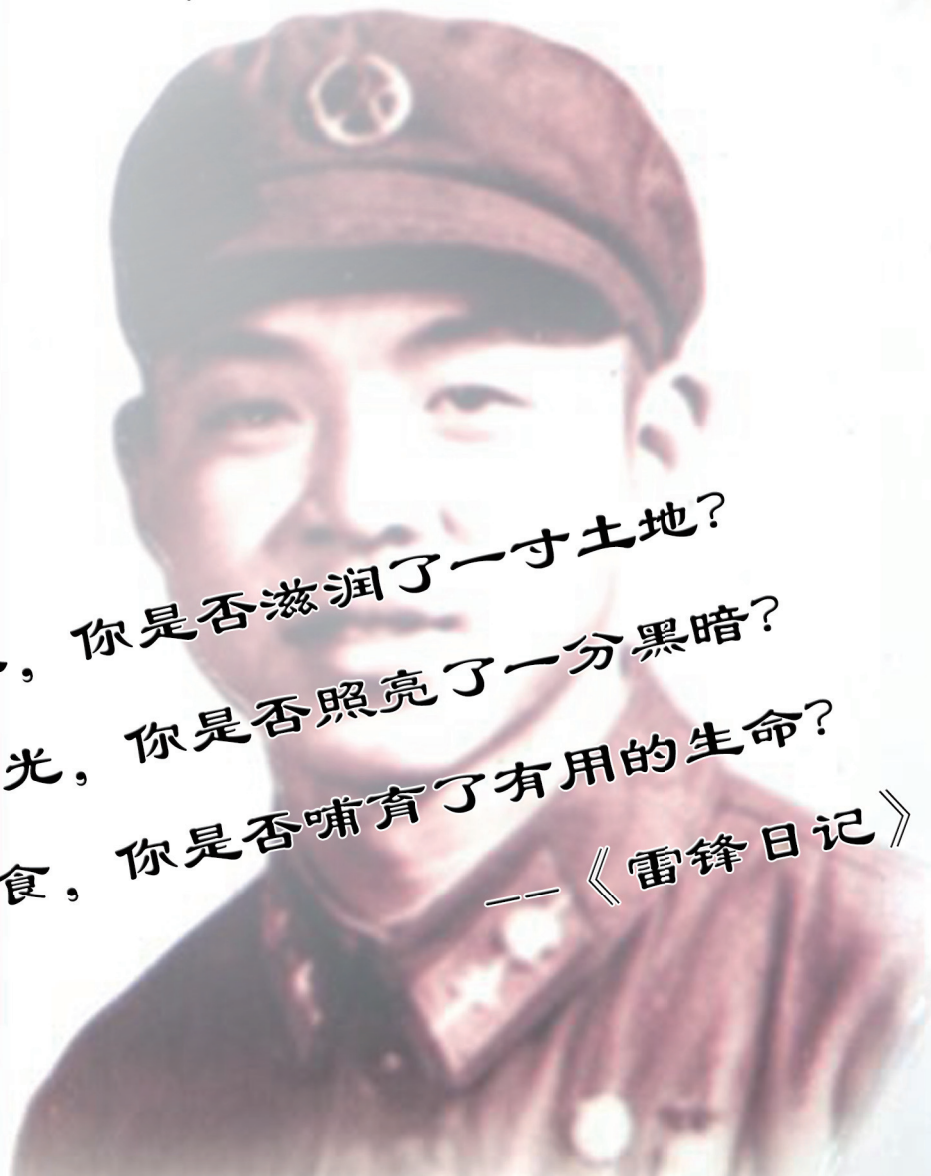 ，你是否滋润了一寸土地?
光，你是否照亮了一分黑暗?
食，你是否哺育了有用的生命?
--《雷锋日记》